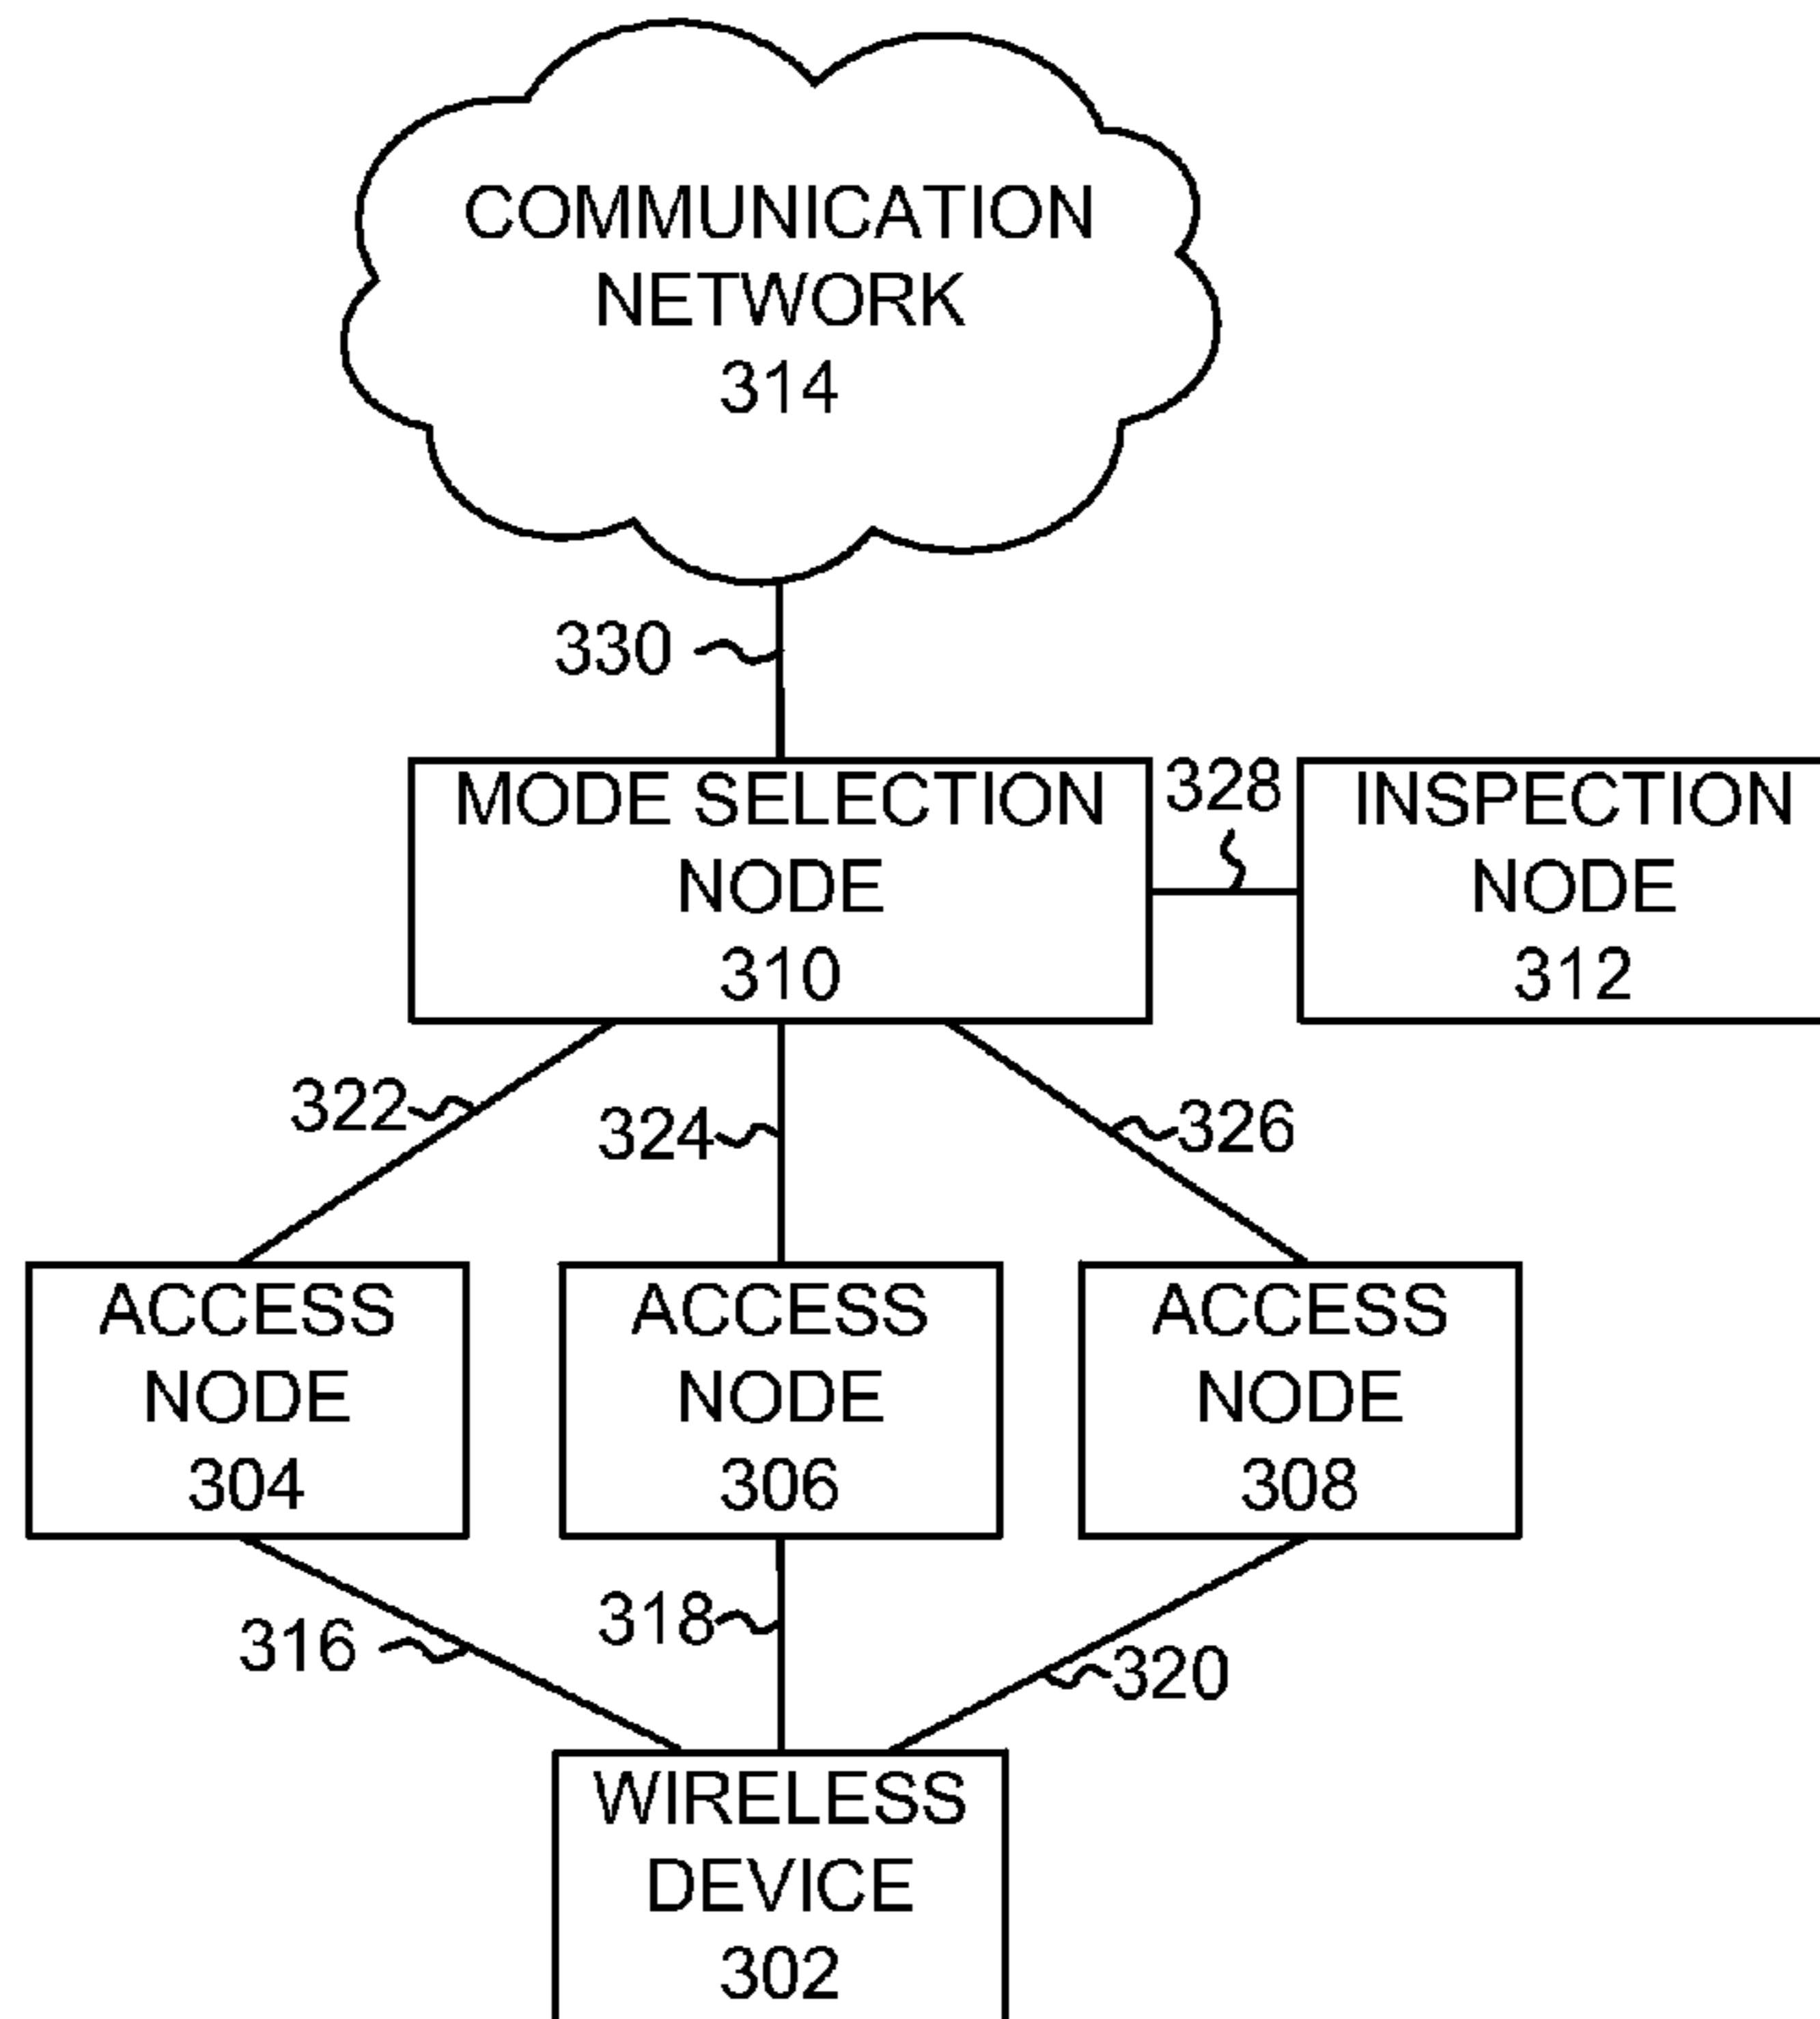 COMMUNICATION
NETWORK
314
330
MODE SELECTION
NODE
310
328
INSPECTION
NODE
312
322
324
326
ACCESS
NODE
304
ACCESS
NODE
306
ACCESS
NODE
308
316
318
320
WIRELESS
DEVICE
302